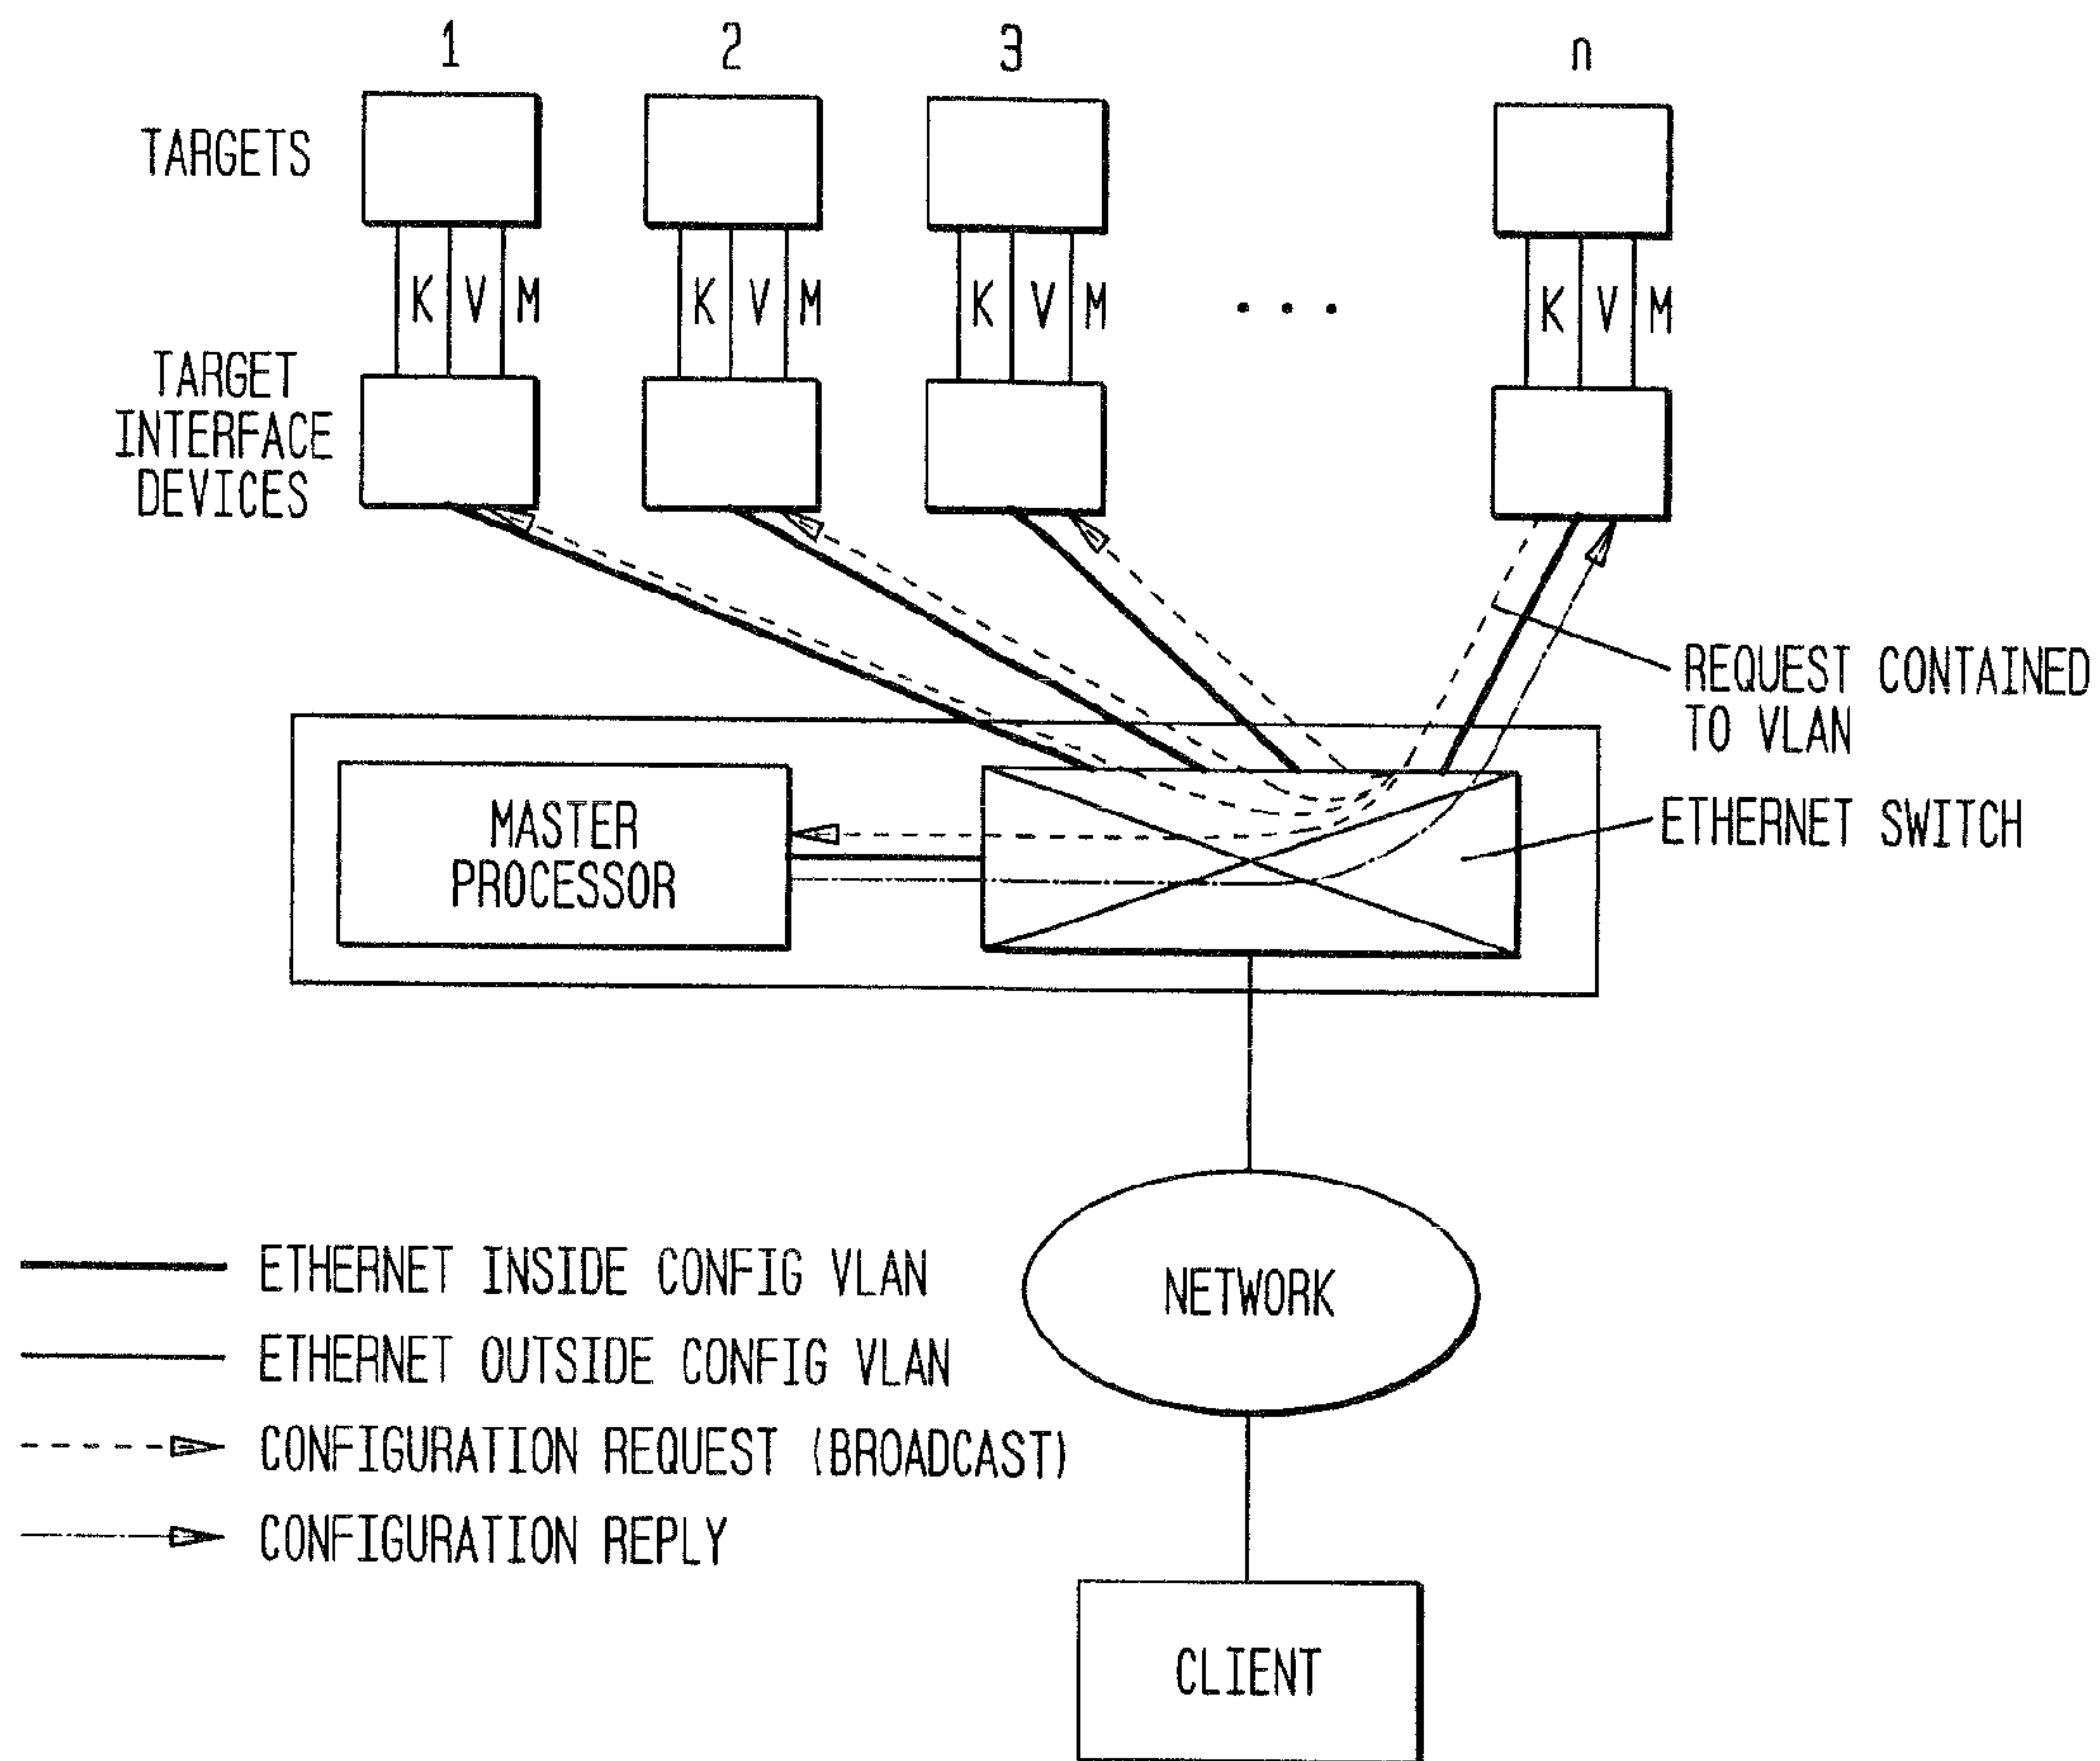 1 2 3 n
TARGETS
K V M K V M K V M . . . K V M
TARGET
INTERFACE
DEVICES
REQUEST CONTAINED
TO VLAN
MASTER
PROCESSOR
ETHERNET SWITCH
NETWORK
ETHERNET INSIDE CONFIG VLAN
ETHERNET OUTSIDE CONFIG VLAN
CONFIGURATION REQUEST (BROADCAST)
CONFIGURATION REPLY
CLIENT